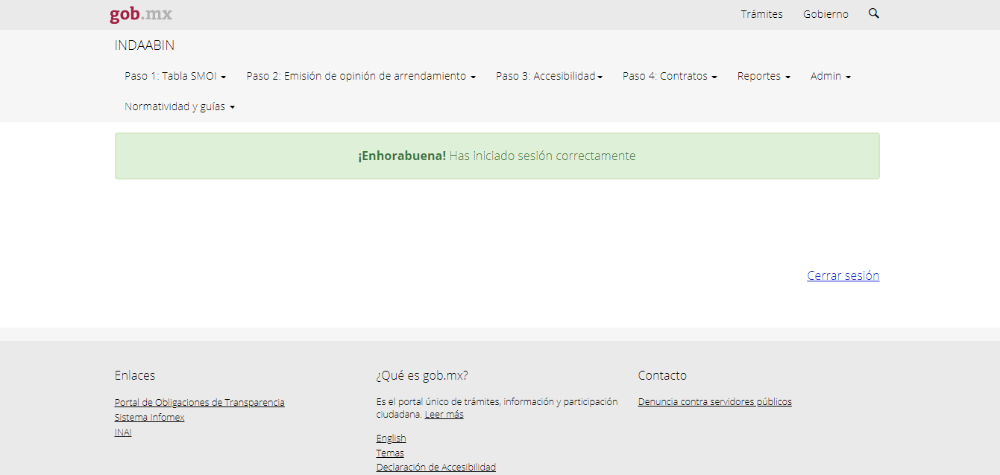 gob.mx
Trámites Gobierno
INDAABIN
Paso 1: Tabla SMOI Paso 2: Emisión de opinión de arrendamiento Paso 3: Accesibilidad Paso 4: Contratos Reportes Admin
Normatividad y guías
¡Enhorabuena! Has iniciado sesión correctamente
Cerrar sesión
Enlaces
Portal de Obligaciones de Transparencia
Sistema Infomex
INAI
¿Qué es gob.mx?
Es el portal único de trámites, información y participación
ciudadana. Leer más
English
Temas
Declaración de Accesibilidad
Contacto
Denuncia contra servidores públicos